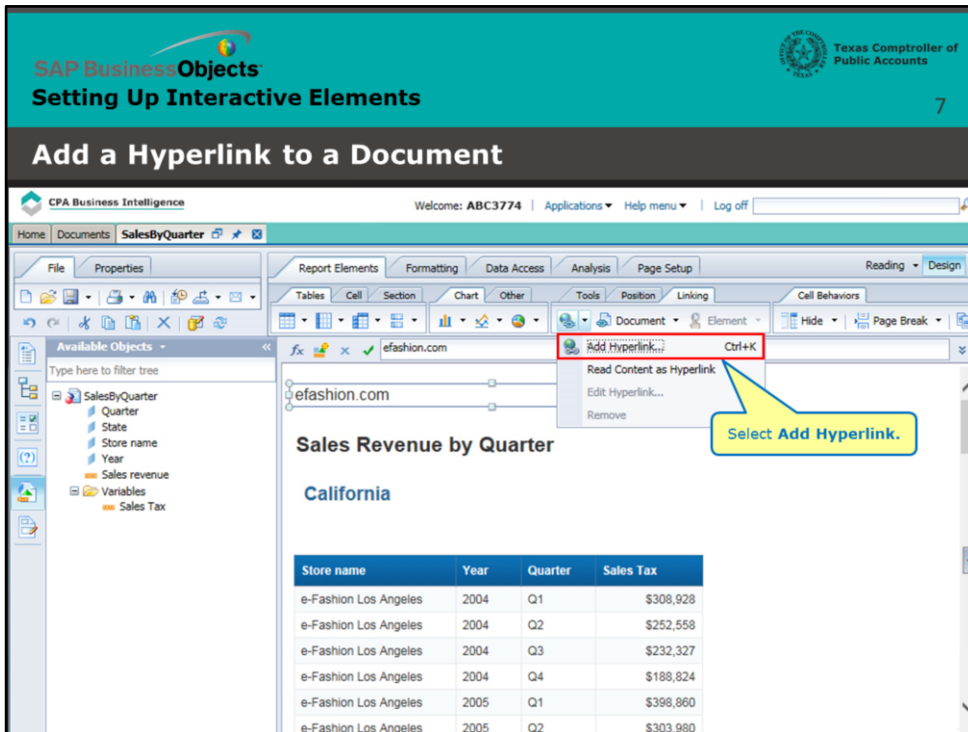 SAP BusinessObjects
Texas Comptroller of
Public Accounts
Setting Up Interactive Elements
7
Add a Hyperlink to a Document
CPA Business Intelligence
Welcome: ABC3774 | Applications Help menu | Log off
Home Documents SalesByQuarter
File Properties
Report Elements Formatting Data Access Analysis Page Setup
Reading Design
Tables Cell Section Chart Other Tools Position Linking Cell Behaviors
Document Element Hide Page Break
Available Objects
efashion.com
Add Hyperlink... Ctrl+K
Type here to filter tree
Read Content as Hyperlink
SalesByQuarter
efashion.com
Edit Hyperlink...
Quarter
Remove
State
Select Add Hyperlink.
Store name
Sales Revenue by Quarter
Year
Sales revenue
Variables
California
Sales Tax
Store name Year Quarter Sales Tax
e-Fashion Los Angeles 2004 Q1 $308,928
e-Fashion Los Angeles 2004 Q2 $252,558
e-Fashion Los Angeles 2004 Q3 $232,327
e-Fashion Los Angeles 2004 Q4 $188,824
e-Fashion Los Angeles 2005 Q1 $398,860
e-Fashion Los Angeles 2005 Q2 $303,980